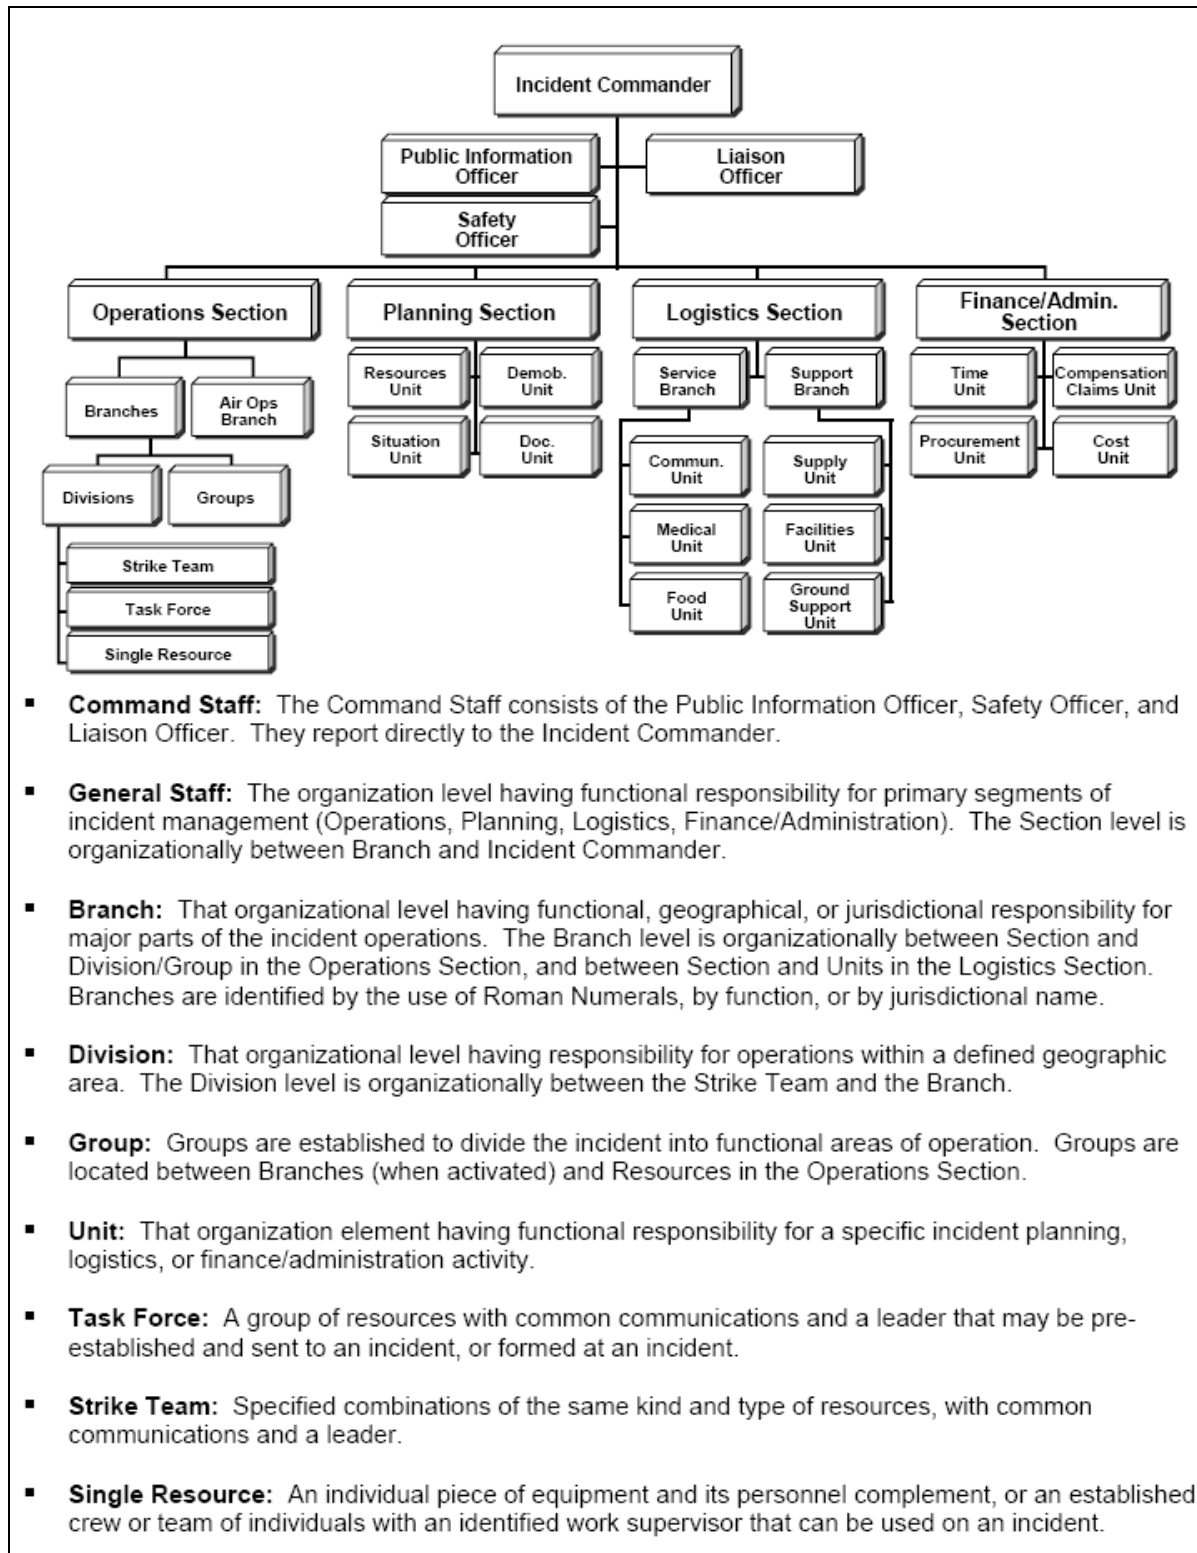 Incident Commander
Public Information
Officer
Liaison
Officer
Safety
Officer
Operations Section
Planning Section
Logistics Section
Finance/Admin.
Section
Branches
Air Ops
Branch
Divisions
Groups
Strike Team
Task Force
Single Resource
Resources
Unit
Demob.
Unit
Situation
Unit
Doc.
Unit
Service
Branch
Support
Branch
Commun.
Unit
Supply
Unit
Medical
Unit
Facilities
Unit
Food
Unit
Ground
Support
Unit
Time
Unit
Compensation
Claims Unit
Procurement
Unit
Cost
Unit
▪ Command Staff: The Command Staff consists of the Public Information Officer, Safety Officer, and
Liaison Officer. They report directly to the Incident Commander.
▪ General Staff: The organization level having functional responsibility for primary segments of
incident management (Operations, Planning, Logistics, Finance/Administration). The Section level is
organizationally between Branch and Incident Commander.
▪ Branch: That organizational level having functional, geographical, or jurisdictional responsibility for
major parts of the incident operations. The Branch level is organizationally between Section and
Division/Group in the Operations Section, and between Section and Units in the Logistics Section.
Branches are identified by the use of Roman Numerals, by function, or by jurisdictional name.
▪ Division: That organizational level having responsibility for operations within a defined geographic
area. The Division level is organizationally between the Strike Team and the Branch.
▪ Group: Groups are established to divide the incident into functional areas of operation. Groups are
located between Branches (when activated) and Resources in the Operations Section.
▪ Unit: That organization element having functional responsibility for a specific incident planning,
logistics, or finance/administration activity.
▪ Task Force: A group of resources with common communications and a leader that may be pre-
established and sent to an incident, or formed at an incident.
▪ Strike Team: Specified combinations of the same kind and type of resources, with common
communications and a leader.
▪ Single Resource: An individual piece of equipment and its personnel complement, or an established
crew or team of individuals with an identified work supervisor that can be used on an incident.